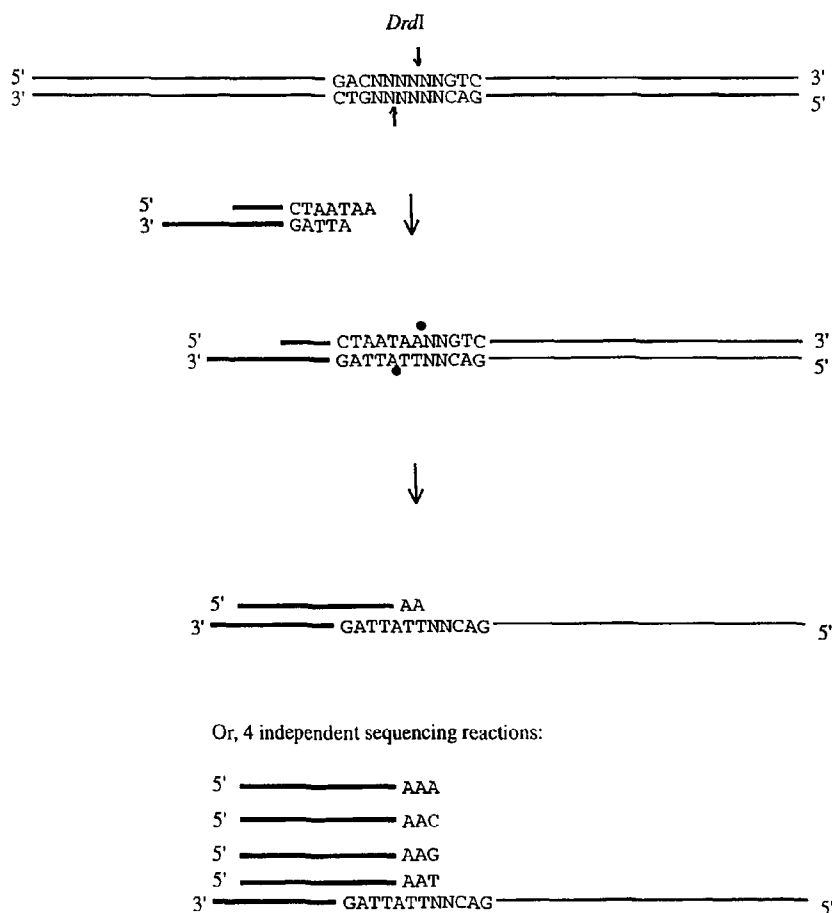 DrdI
5' GACNNNNNNGTC 3'
3' CTGNNNNNNCAG 5'
5' CTAATAA
3' GATTA
5' CTAATAANNGTC 3'
3' GATTATTNNCAG 5'
5' AA
3' GATTATTNNCAG 5'
Or, 4 independent sequencing reactions:
5' AAA
5' AAC
5' AAG
5' AAT
3' GATTATTNNCAG 5'